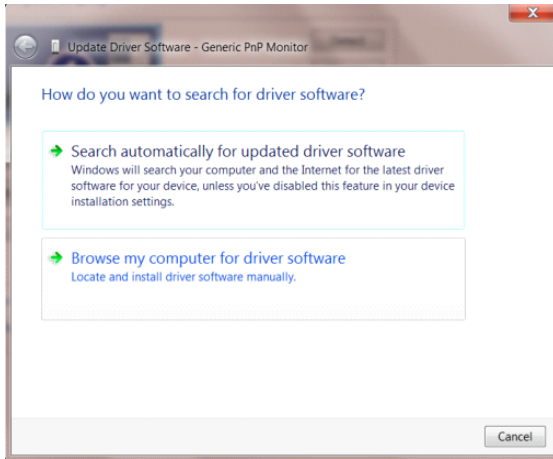 Update Driver Software - Generic PnP Monitor
How do you want to search for driver software?
Search automatically for updated driver software
Windows will search your computer and the Internet for the latest driver
software for your device, unless you've disabled this feature in your device
installation settings.
Browse my computer for driver software
Locate and install driver software manually.
Cancel